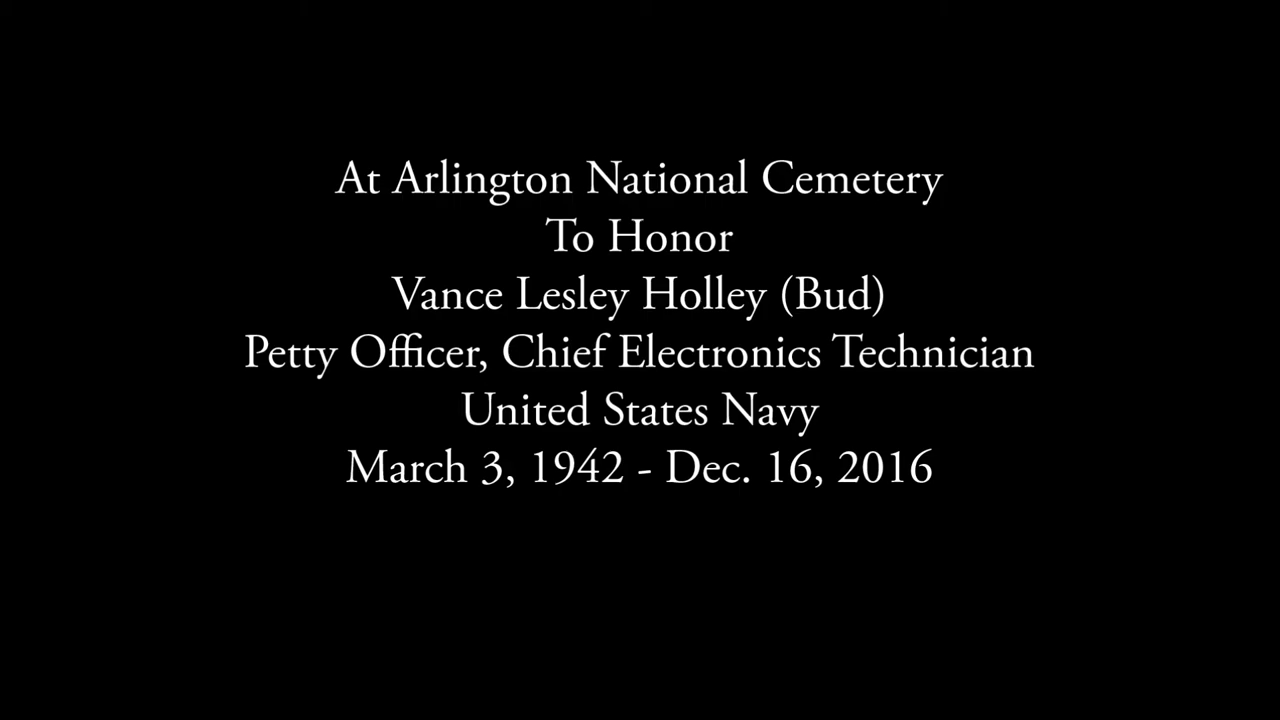 At Arlington National Cemetery
To Honor
Vance Lesley Holley (Bud)
Petty Officer, Chief Electronics Technician
United States Navy
March 3, 1942 - Dec. 16, 2016